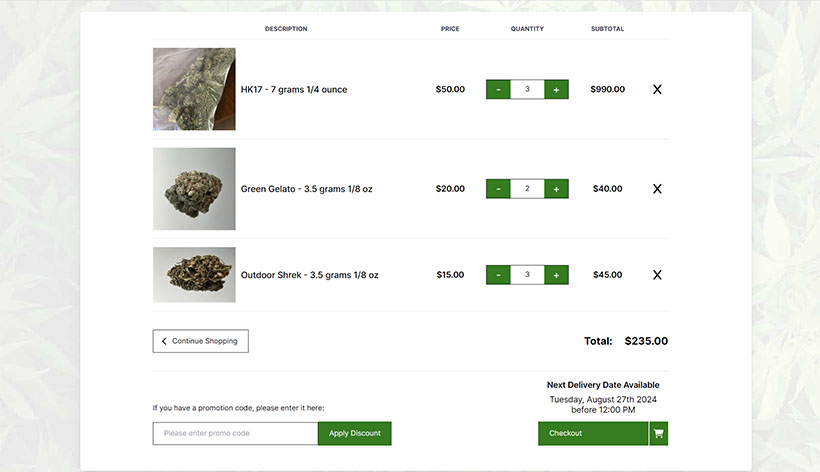 DESCRIPTION PRICE QUANTITY SUBTOTAL
HK17 - 7 grams 1/4 ounce $50.00 - 3 + $990.00 X
Green Gelato - 3.5 grams 1/8 oz $20.00 - 2 + $40.00 X
Outdoor Shrek - 3.5 grams 1/8 oz $15.00 - 3 + $45.00 X
Continue Shopping Total: $235.00
Next Delivery Date Available
Tuesday, August 27th 2024
before 12:00 PM
If you have a promotion code, please enter it here:
Please enter promo code Apply Discount Checkout